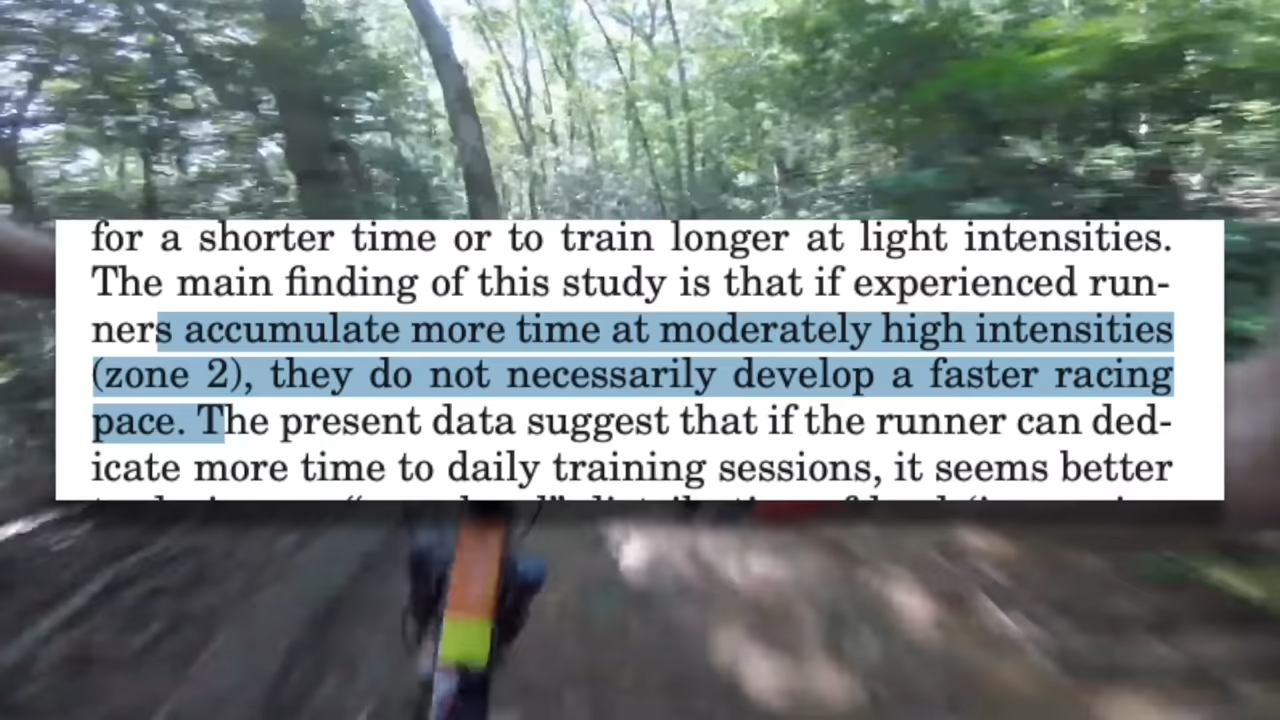 for a shorter time or to train longer at light intensities.
The main finding of this study is that if experienced run-
ners accumulate more time at moderately high intensities
(zone 2), they do not necessarily develop a faster racing
pace. The present data suggest that if the runner can ded-
icate more time to daily training sessions, it seems better